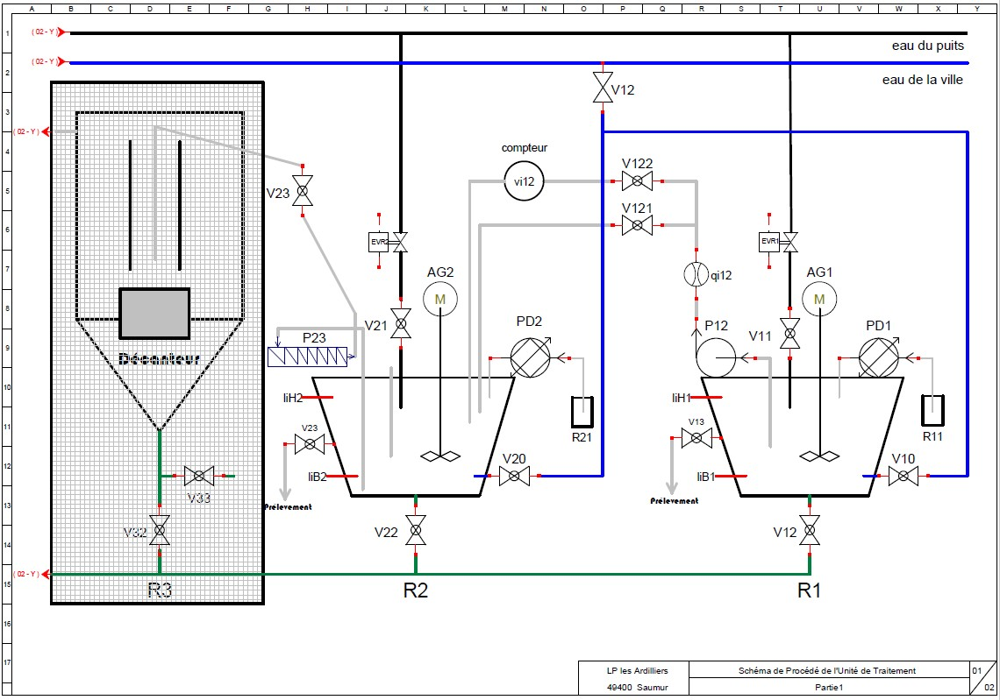 A B C D E F G H I J K L M N O P Q R S T U V W X Y
1
2
3
4
5
6
7
8
9
10
11
12
13
14
15
16
17
( 02 - Y )
eau du puits
( 02 - Y )
eau de la ville
V12
( 02 - Y )
compteur
vi12
V122
V121
V23
EVR2
EVR1
qi12
AG2
M
AG1
M
V21
P23
PD2
P12
V11
PD1
Décanteur
liH2
liH1
R21
R11
V23
V13
liB2
liB1
V20
V10
V33
Prélevement
Prélevement
V32
V22
V12
( 02 - Y )
R3
R2
R1
LP les Ardilliers
49400 Saumur
Schéma de Procédé de l'Unité de Traitement
Partie1
01
02